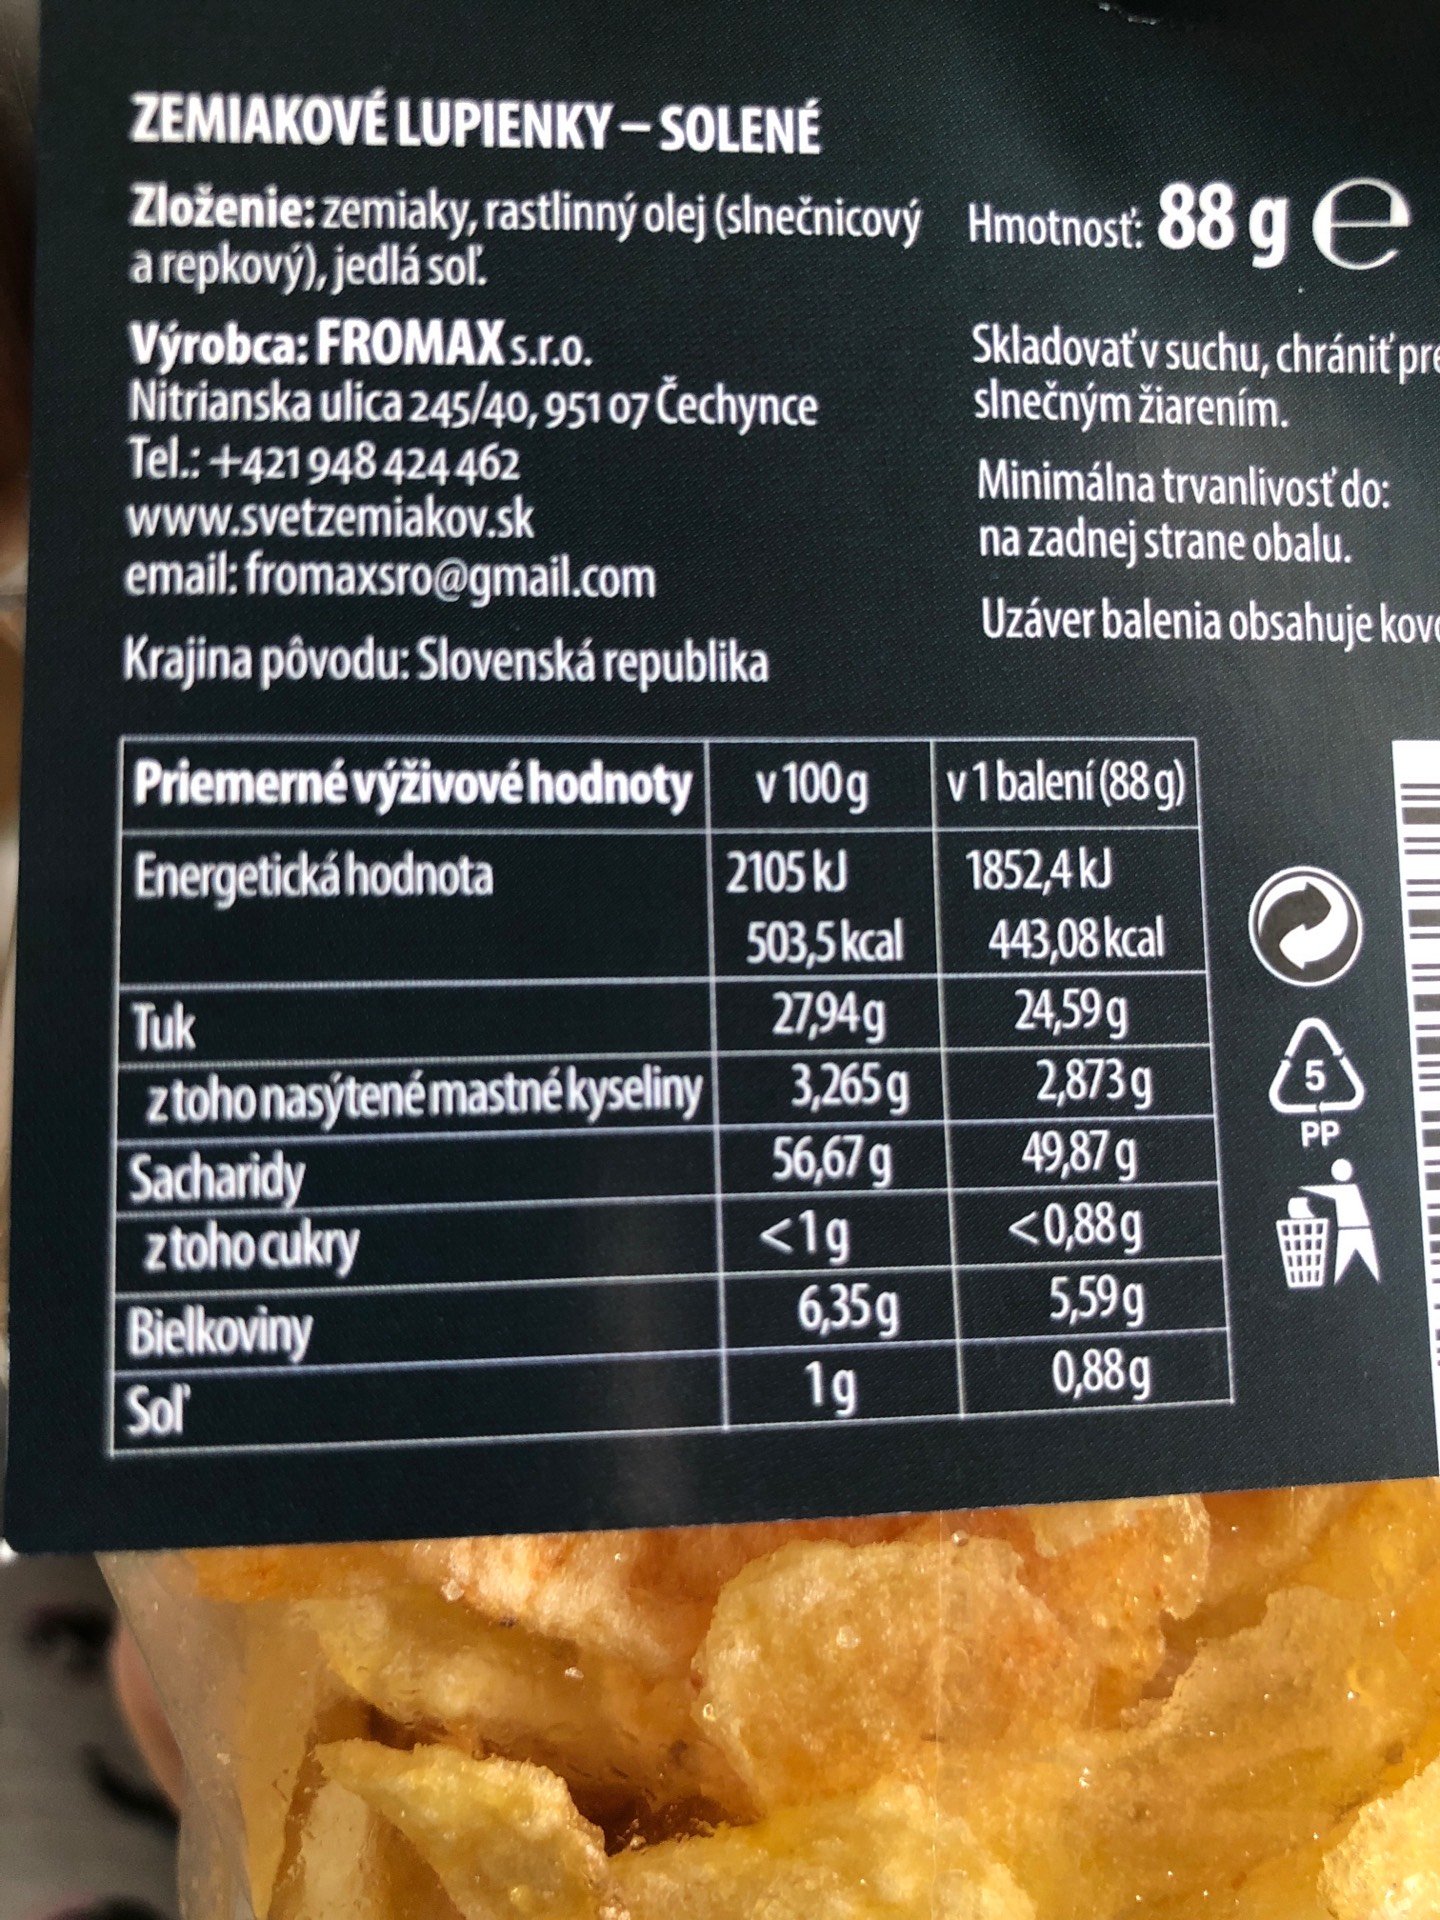 ZEMIAKOVÉ LUPIENKY – SOLENÉ
Zloženie: zemiaky, rastlinný olej (slnečnicový
a repkový), jedlá soľ.
Výrobca: FROMAX s.r.o.
Nitrianska ulica 245/40, 951 07 Čechynce
Tel.: +421 948 424 462
www.svetzemiakov.sk
email: fromaxsro@gmail.com
Krajina pôvodu: Slovenská republika
Hmotnosť: 88 g ℮
Skladovať v suchu, chrániť
slnečným žiarením.
Minimálna trvanlivosť do:
na zadnej strane obalu.
Uzáver balenia obsahuje
Priemerné výživové hodnoty v 100 g v 1 balení (88 g)
Energetická hodnota 2105 kJ 1852,4 kJ
503,5 kcal 443,08 kcal
Tuk 27,94 g 24,59 g
z toho nasýtené mastné kyseliny 3,265 g 2,873 g
Sacharidy 56,67 g 49,87 g
z toho cukry <1 g <0,88 g
Bielkoviny 6,35 g 5,59 g
Soľ 1 g 0,88 g
5
PP